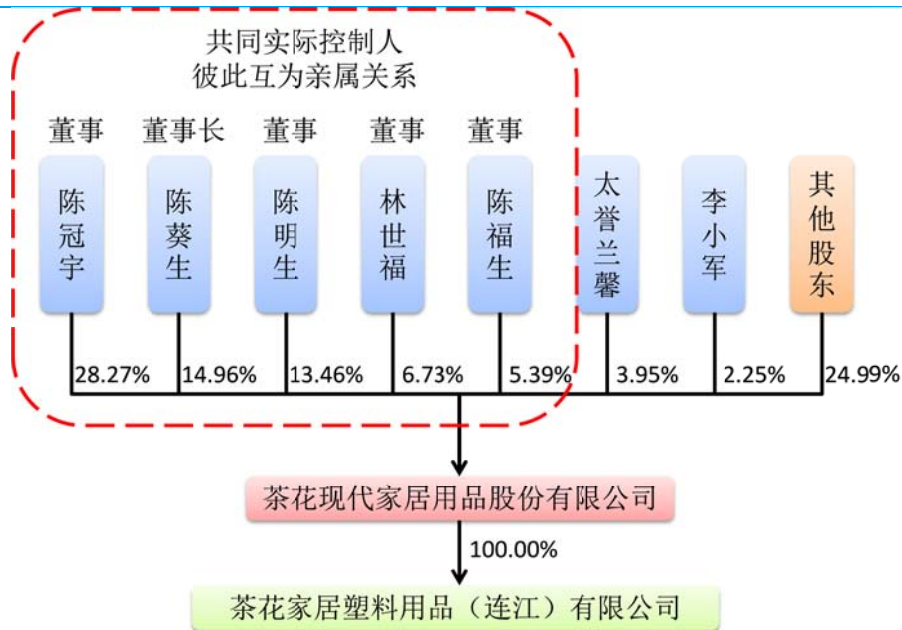 共同实际控制人
彼此互为亲属关系
董事 董事长 董事 董事 董事
陈冠宇
陈葵生
陈明生
林世福
陈福生
太誉兰馨
李小军
其他股东
28.27% 14.96% 13.46% 6.73% 5.39% 3.95% 2.25% 24.99%
茶花现代家居用品股份有限公司
100.00%
茶花家居塑料用品（连江）有限公司